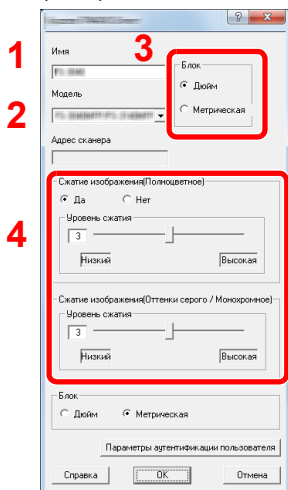 1
Имя
3
Блок
Дюйм
Метрическая
2
Модель
Адрес сканера
4
Сжатие изображения(Полноцветное)
Да Нет
Уровень сжатия
3
Низкий Высокая
Сжатие изображения(Оттенки серого / Монохромное)
Уровень сжатия
3
Низкий Высокая
Блок
Дюйм Метрическая
Параметры аутентификации пользователя
Справка OK Отмена